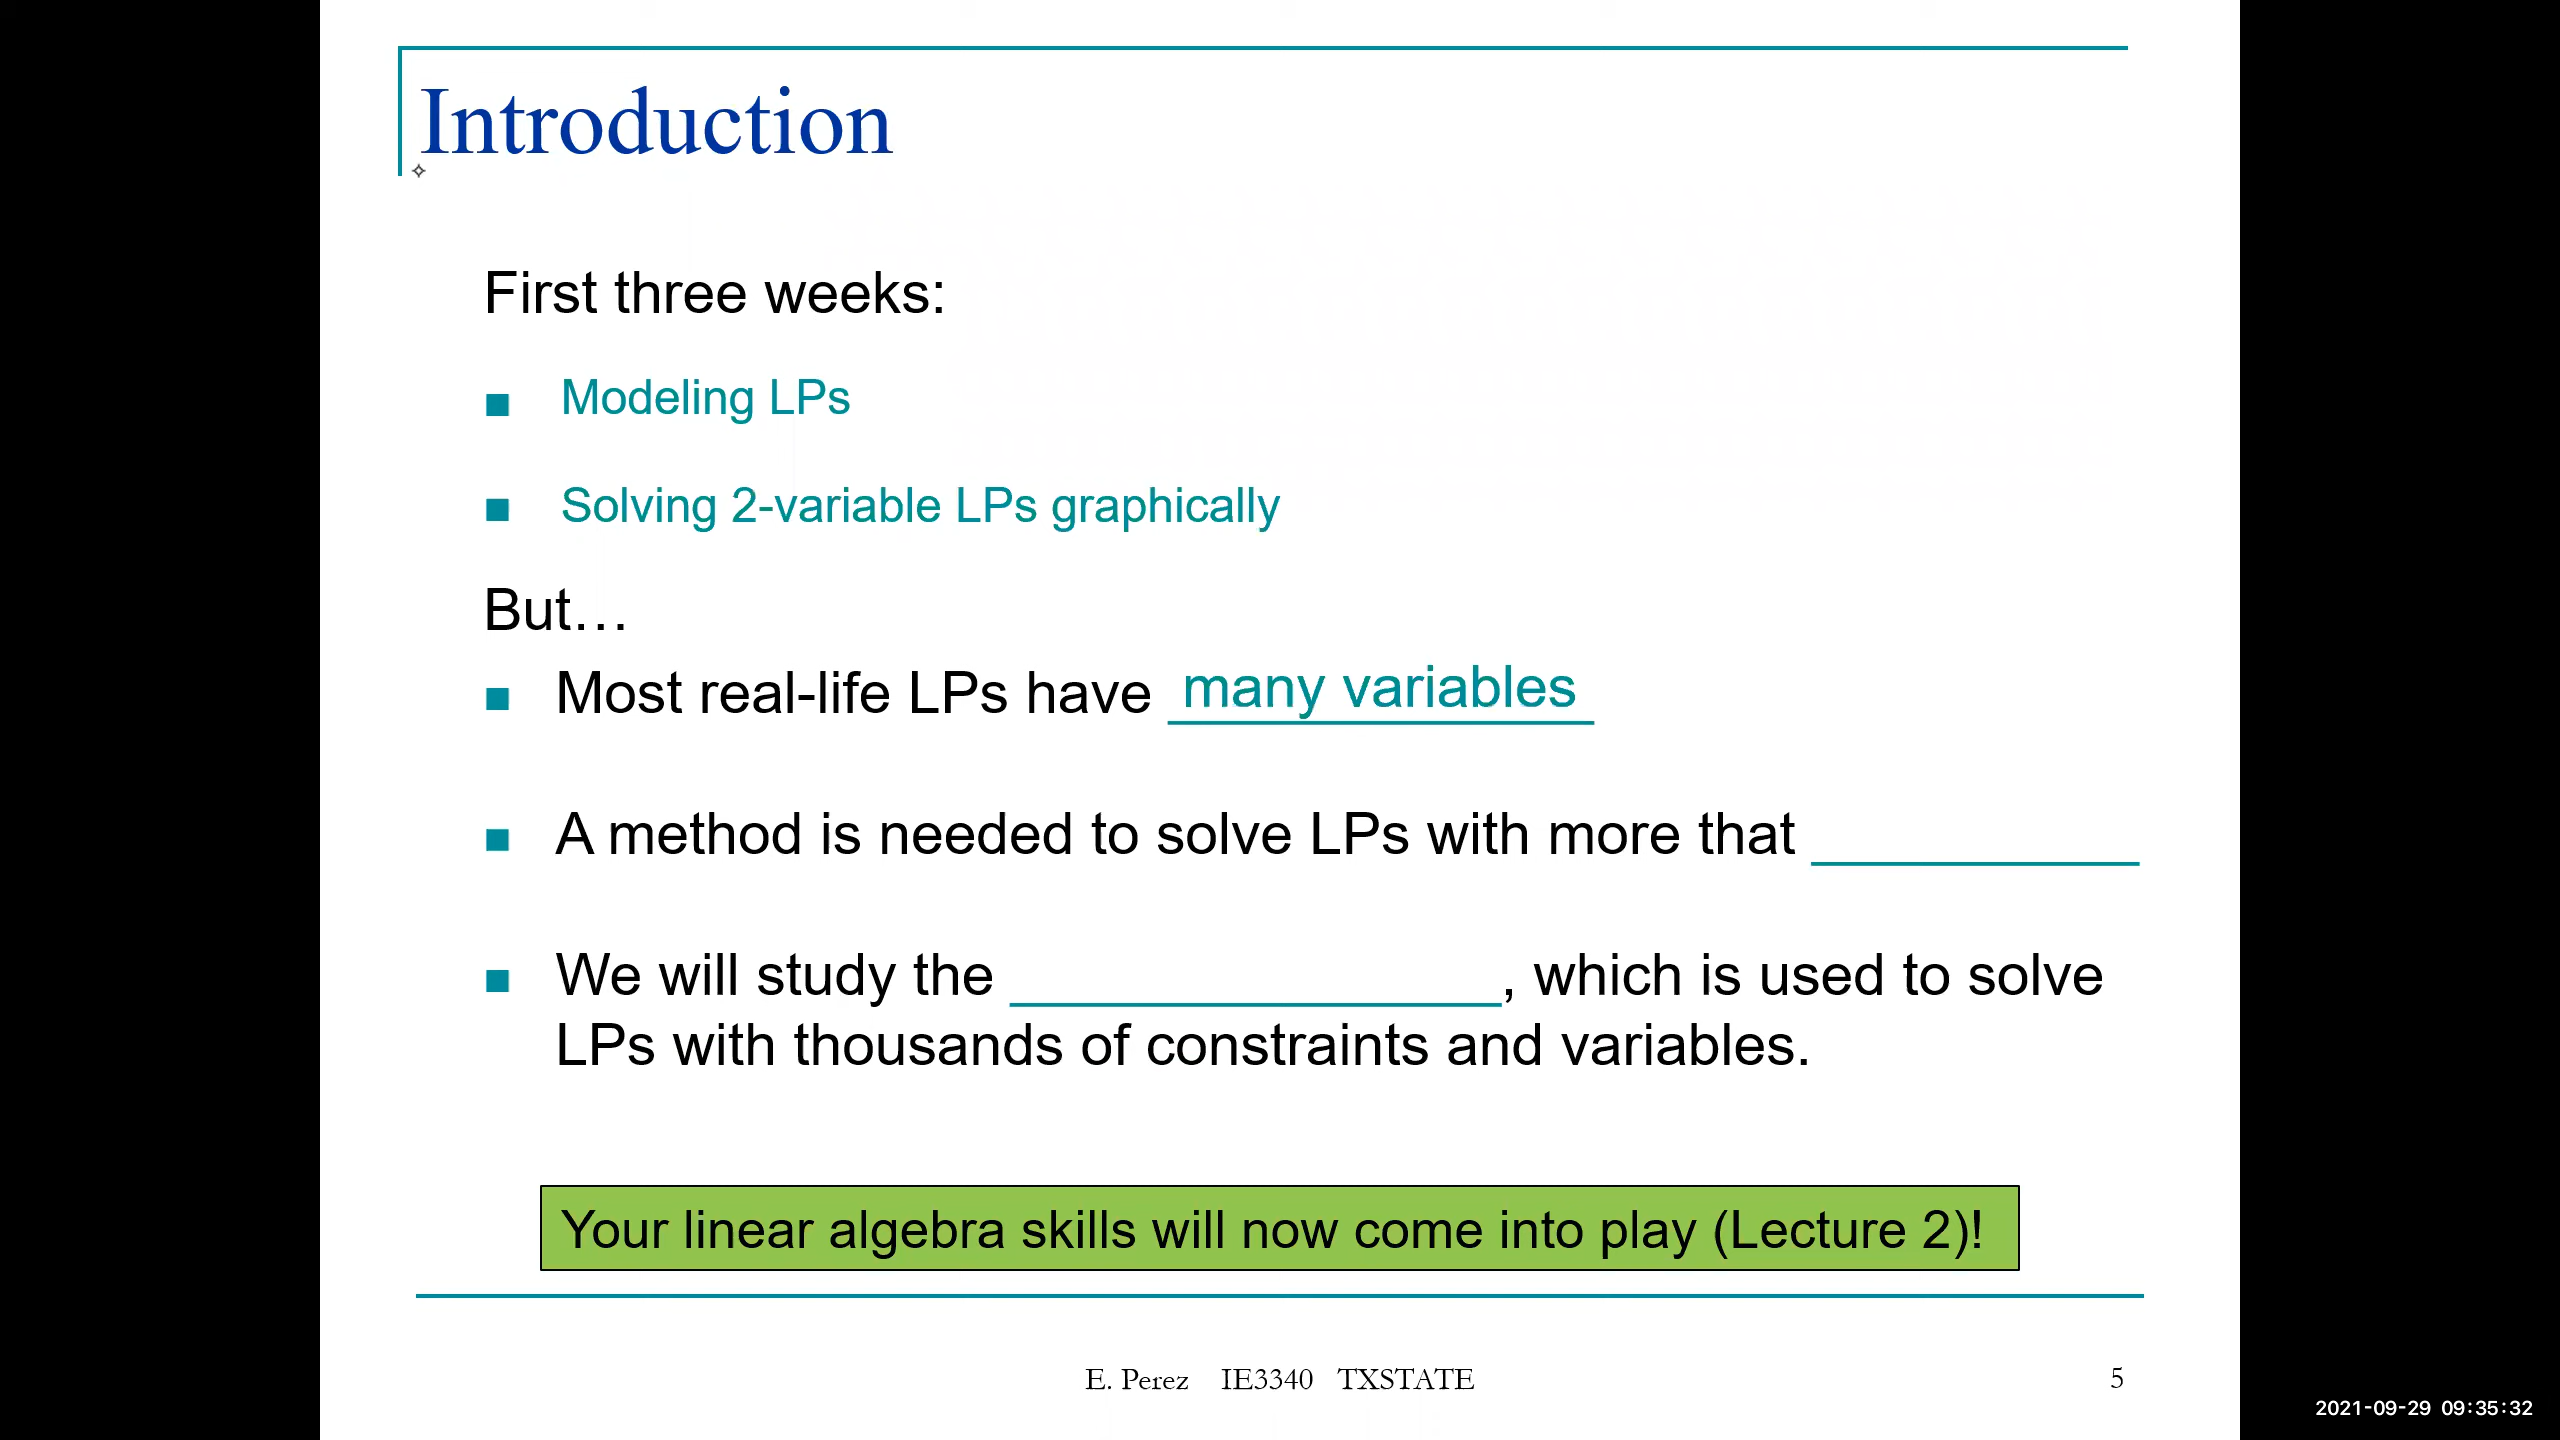 Introduction
First three weeks:
■ Modeling LPs
■ Solving 2-variable LPs graphically
But…
■ Most real-life LPs have many variables
■ A method is needed to solve LPs with more that __________
■ We will study the _______________, which is used to solve
LPs with thousands of constraints and variables.
Your linear algebra skills will now come into play (Lecture 2)!
E. Perez IE3340 TXSTATE
5
2021-09-29 09:35:32